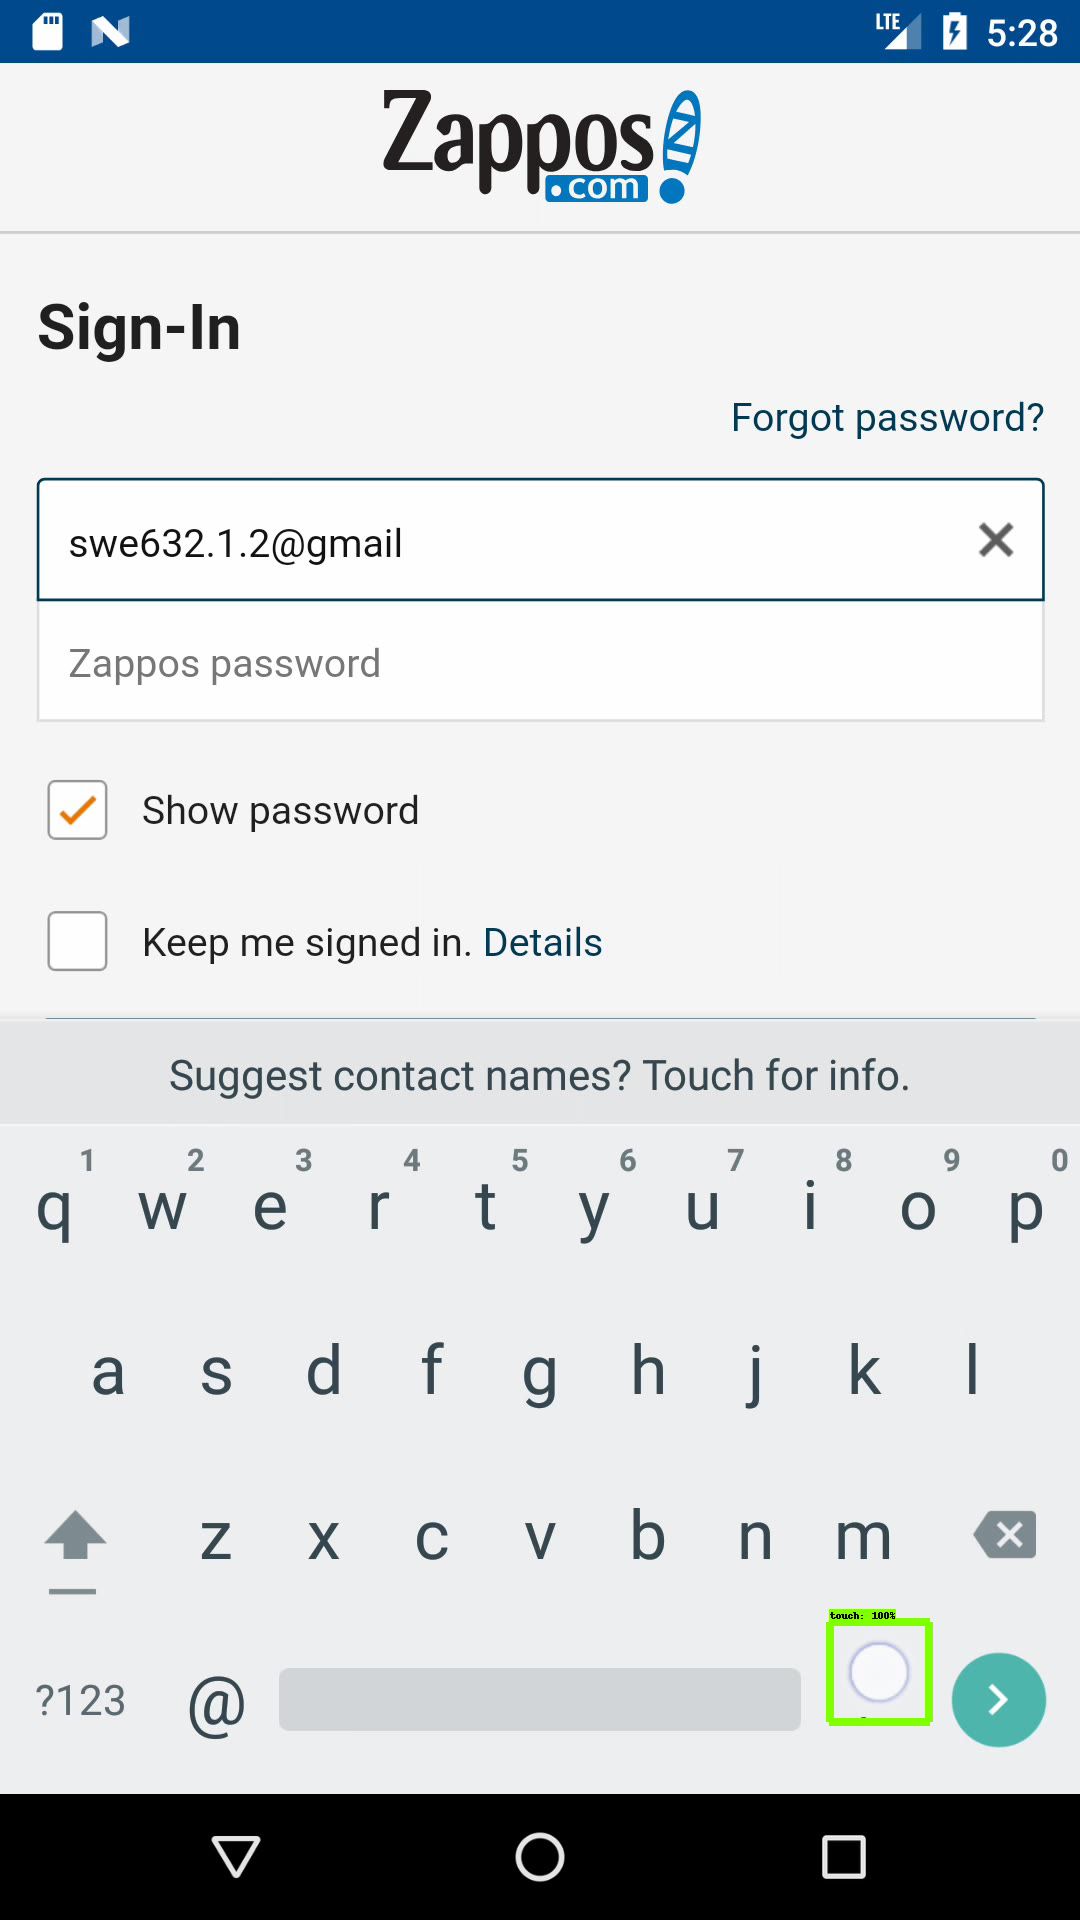 LTE 5:28
Zappos
.com
Sign-In
Forgot password?
swe632.1.2@gmail
Zappos password
Show password
Keep me signed in. Details
Suggest contact names? Touch for info.
1 2 3 4 5 6 7 8 9 0
q w e r t y u i o p
a s d f g h j k l
z x c v b n m
touch: 100%
?123 @